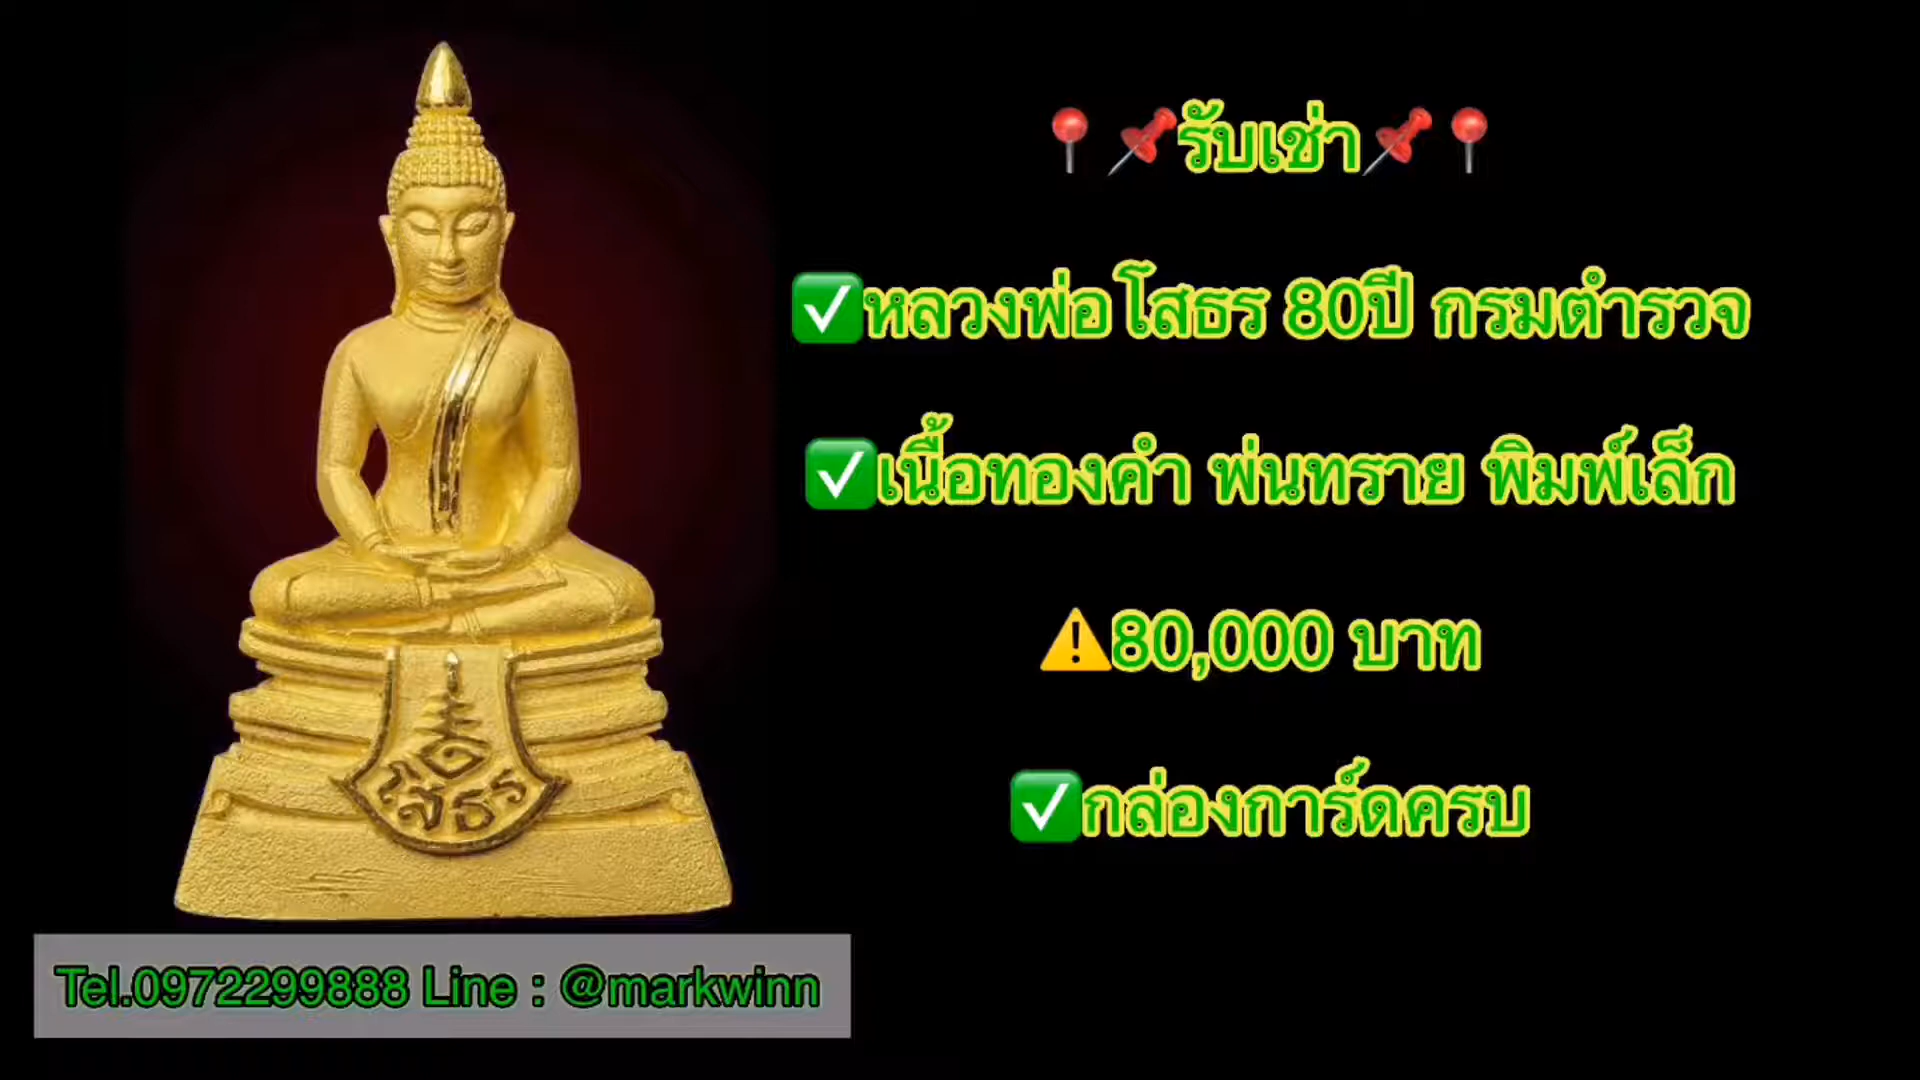 📍📌รับเช่า📌📍
✅หลวงพ่อโสธร 80ปี กรมตำรวจ
✅เนื้อทองคำ พ่นทราย พิมพ์เล็ก
⚠️80,000 บาท
✅กล่องการ์ดครบ
โสธร
Tel.0972299888 Line : @markwinn